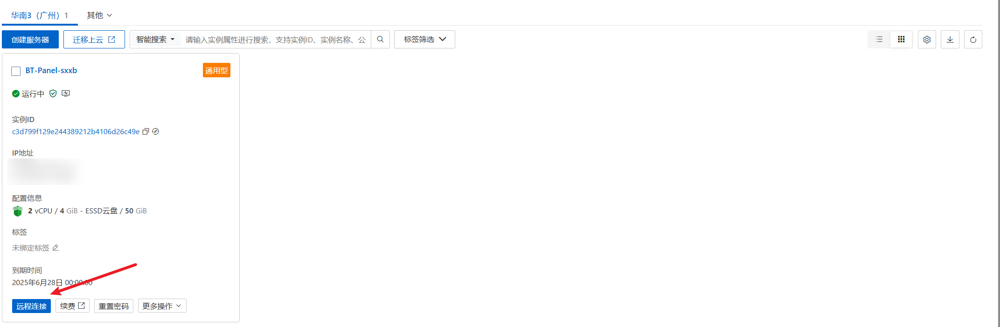 华南3（广州） 1 其他
创建服务器 迁移上云 智能搜索 请输入实例属性进行搜索，支持实例ID、实例名称、公 标签筛选
BT-Panel-sxxb 通用型
运行中
实例ID
c3d799f129e244389212b4106d26c49e
IP地址
配置信息
2 vCPU / 4 GiB - ESSD云盘 / 50 GiB
标签
未绑定标签
到期时间
2025年6月28日 00:00:00
远程连接 续费 重置密码 更多操作